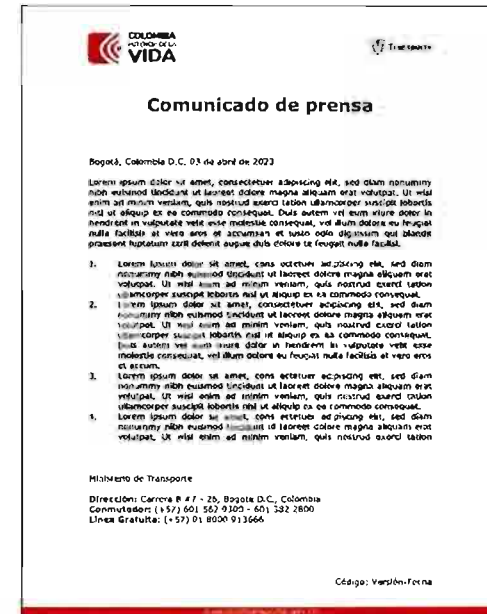 COLOMBIA
POTENCIA DE LA
VIDA
Transporte
Comunicado de prensa
Bogotá, Colombia D.C. 03 de abril de 2023
Lorem ipsum dolor sit amet, consectetuer adipiscing elit, sed diam nonummy
nibh euismod tincidunt ut laoreet dolore magna aliquam erat volutpat. Ut wisi
enim ad minim veniam, quis nostrud exerci tation ullamcorper suscipit lobortis
nisl ut aliquip ex ea commodo consequat. Duis autem vel eum iriure dolor in
hendrerit in vulputate velit esse molestie consequat, vel illum dolore eu feugiat
nulla facilisis at vero eros et accumsan et iusto odio dignissim qui blandit
praesent luptatum zzril delenit augue duis dolore te feugait nulla facilisi.
1. Lorem ipsum dolor sit amet, cons ectetuer adipiscing elit, sed diam
nonummy nibh euismod tincidunt ut laoreet dolore magna aliquam erat
volutpat. Ut wisi enim ad minim veniam, quis nostrud exerci tation
ullamcorper suscipit lobortis nisl ut aliquip ex ea commodo consequat.
2. Lorem ipsum dolor sit amet, consectetuer adipiscing elit, sed diam
nonummy nibh euismod tincidunt ut laoreet dolore magna aliquam erat
volutpat. Ut wisi enim ad minim veniam, quis nostrud exerci tation
ullamcorper suscipit lobortis nisl ut aliquip ex ea commodo consequat.
Duis autem vel eum iriure dolor in hendrerit in vulputate velit esse
molestie consequat, vel illum dolore eu feugiat nulla facilisis at vero eros
et accum.
3. Lorem ipsum dolor sit amet, cons ectetuer adipiscing elit, sed diam
nonummy nibh euismod tincidunt ut laoreet dolore magna aliquam erat
volutpat. Ut wisi enim ad minim veniam, quis nostrud exerci tation
ullamcorper suscipit lobortis nisl ut aliquip ex ea commodo consequat.
4. Lorem ipsum dolor sit amet, cons ectetuer adipiscing elit, sed diam
nonummy nibh euismod tincidunt ut laoreet dolore magna aliquam erat
volutpat. Ut wisi enim ad minim veniam, quis nostrud exerci tation
Ministerio de Transporte
Dirección: Carrera 8 #7 - 26, Bogotá D.C., Colombia
Conmutador: (+57) 601 562 9300 - 601 382 2800
Línea Gratuita: (+57) 01 8000 913666
Código: Versión-Fecha